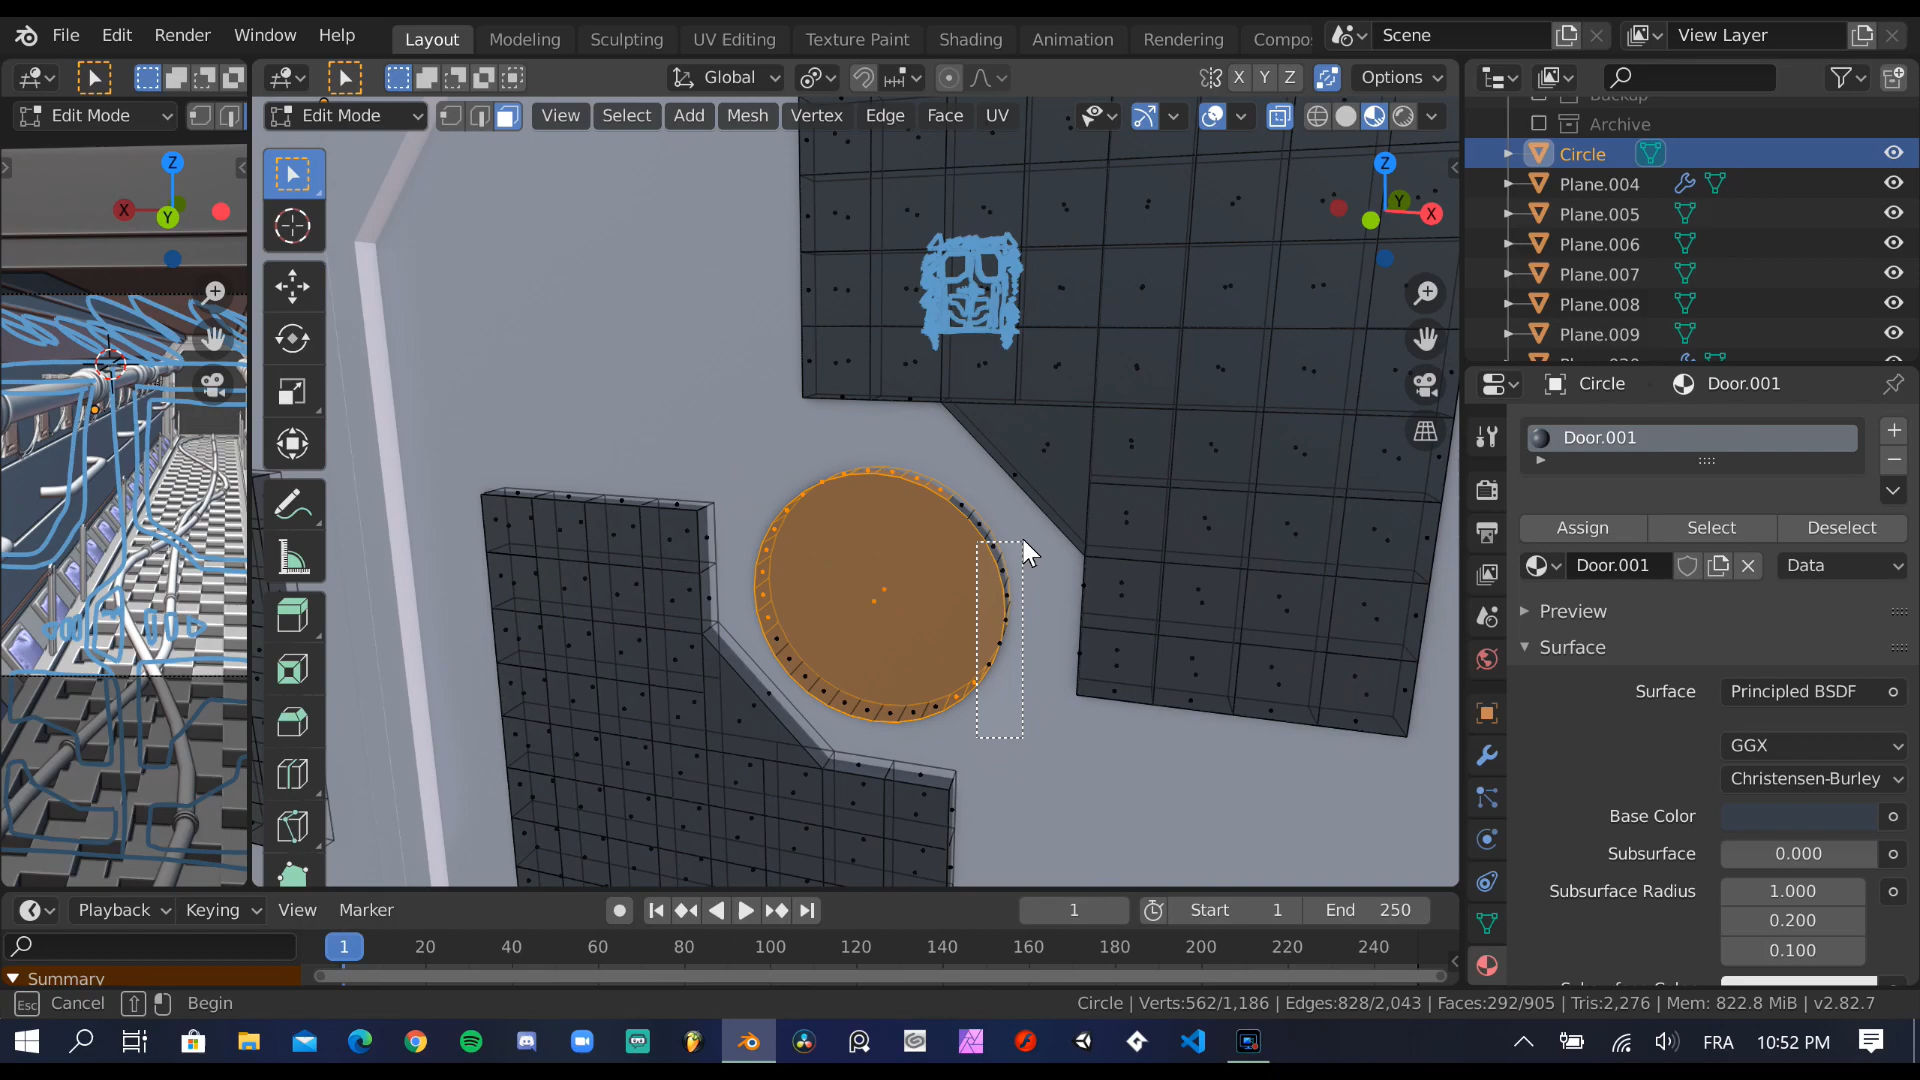 File Edit Render Window Help Layout Modeling Sculpting UV Editing Texture Paint Shading Animation Rendering Compo Scene View Layer
Global X Y Z Options
Edit Mode Edit Mode View Select Add Mesh Vertex Edge Face UV
Backup
Archive
Circle
Plane.004
Plane.005
Plane.006
Plane.007
Plane.008
Plane.009
Z
X
Y
Z
Y
X
Circle Door.001
Door.001
Assign Select Deselect
Door.001 Data
Preview
Surface
Surface Principled BSDF
GGX
Christensen-Burley
Base Color
Subsurface 0.000
Subsurface Radius 1.000
0.200
0.100
Playback Keying View Marker 1 Start 1 End 250
1 20 40 60 80 100 120 140 160 180 200 220 240
Summary
Esc Cancel Begin
Circle | Verts:562/1,186 | Edges:828/2,043 | Faces:292/905 | Tris:2,276 | Mem: 822.8 MiB | v2.82.7
FRA 10:52 PM